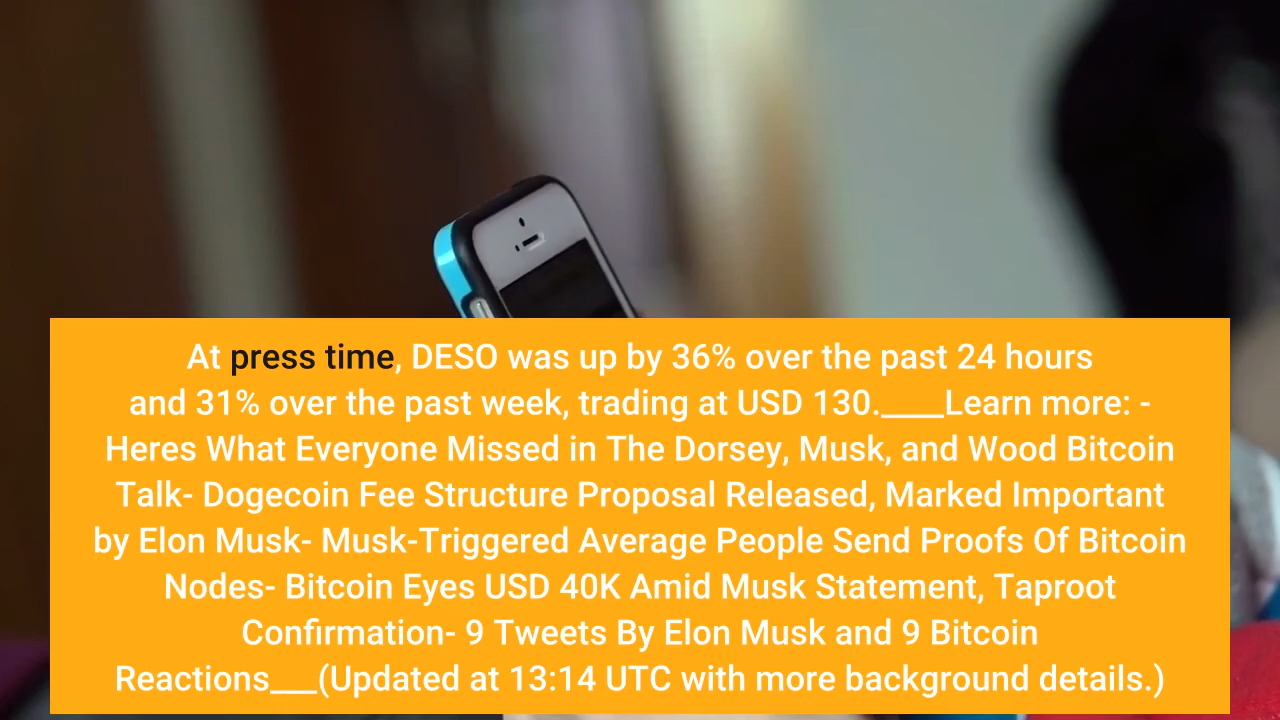 At press time, DESO was up by 36% over the past 24 hours
and 31% over the past week, trading at USD 130.____Learn more: -
Heres What Everyone Missed in The Dorsey, Musk, and Wood Bitcoin
Talk- Dogecoin Fee Structure Proposal Released, Marked Important
by Elon Musk- Musk-Triggered Average People Send Proofs Of Bitcoin
Nodes- Bitcoin Eyes USD 40K Amid Musk Statement, Taproot
Confirmation- 9 Tweets By Elon Musk and 9 Bitcoin
Reactions___(Updated at 13:14 UTC with more background details.)